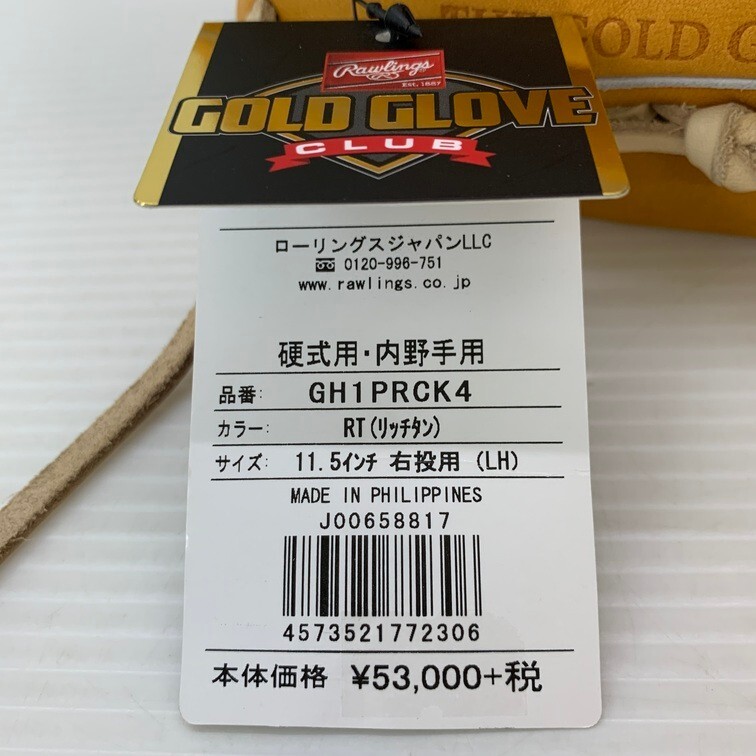 THE GOLD G
Rawlings
R
Est. 1887
GOLD GLOVE
CLUB
ローリングスジャパンLLC
0120-996-751
www.rawlings.co.jp
硬式用・内野手用
品番: GH1PRCK4
カラー: RT(リッチタン)
サイズ: 11.5インチ 右投用 (LH)
MADE IN PHILIPPINES
J00658817
4573521772306
本体価格 ¥53,000+税